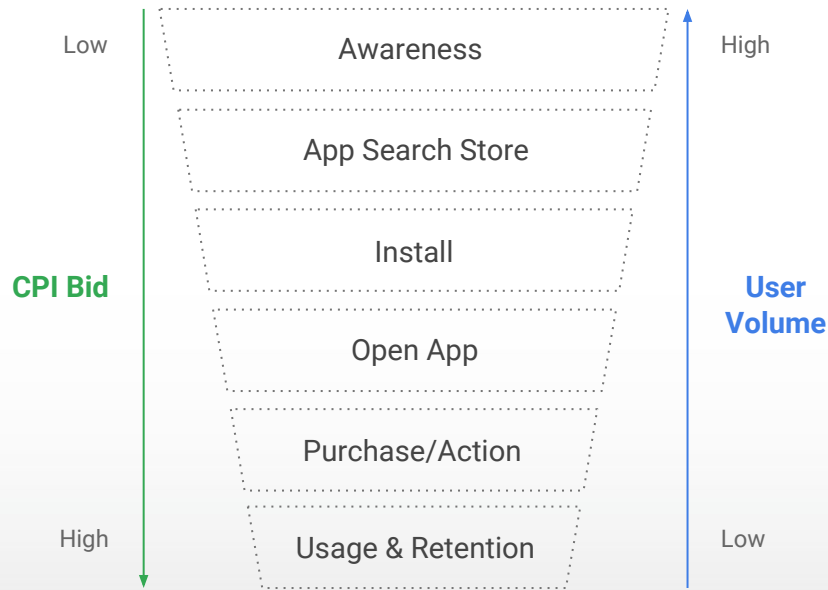 Low
Awareness
High
App Search Store
Install
CPI Bid
User
Volume
Open App
Purchase/Action
High
Usage & Retention
Low